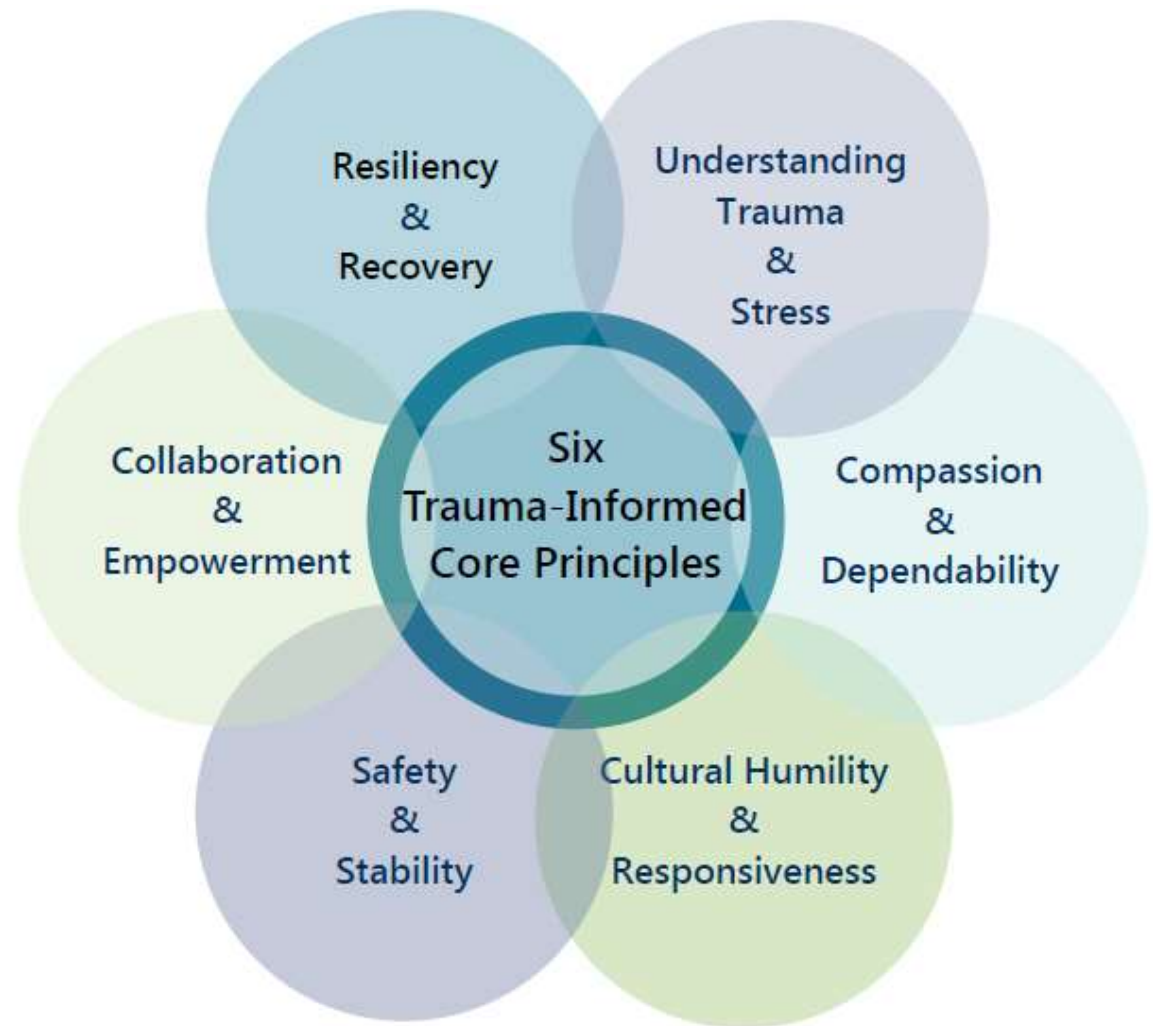 Resiliency
&
Recovery
Understanding
Trauma
&
Stress
Compassion
&
Dependability
Cultural Humility
&
Responsiveness
Safety
&
Stability
Collaboration
&
Empowerment
Six
Trauma-Informed
Core Principles